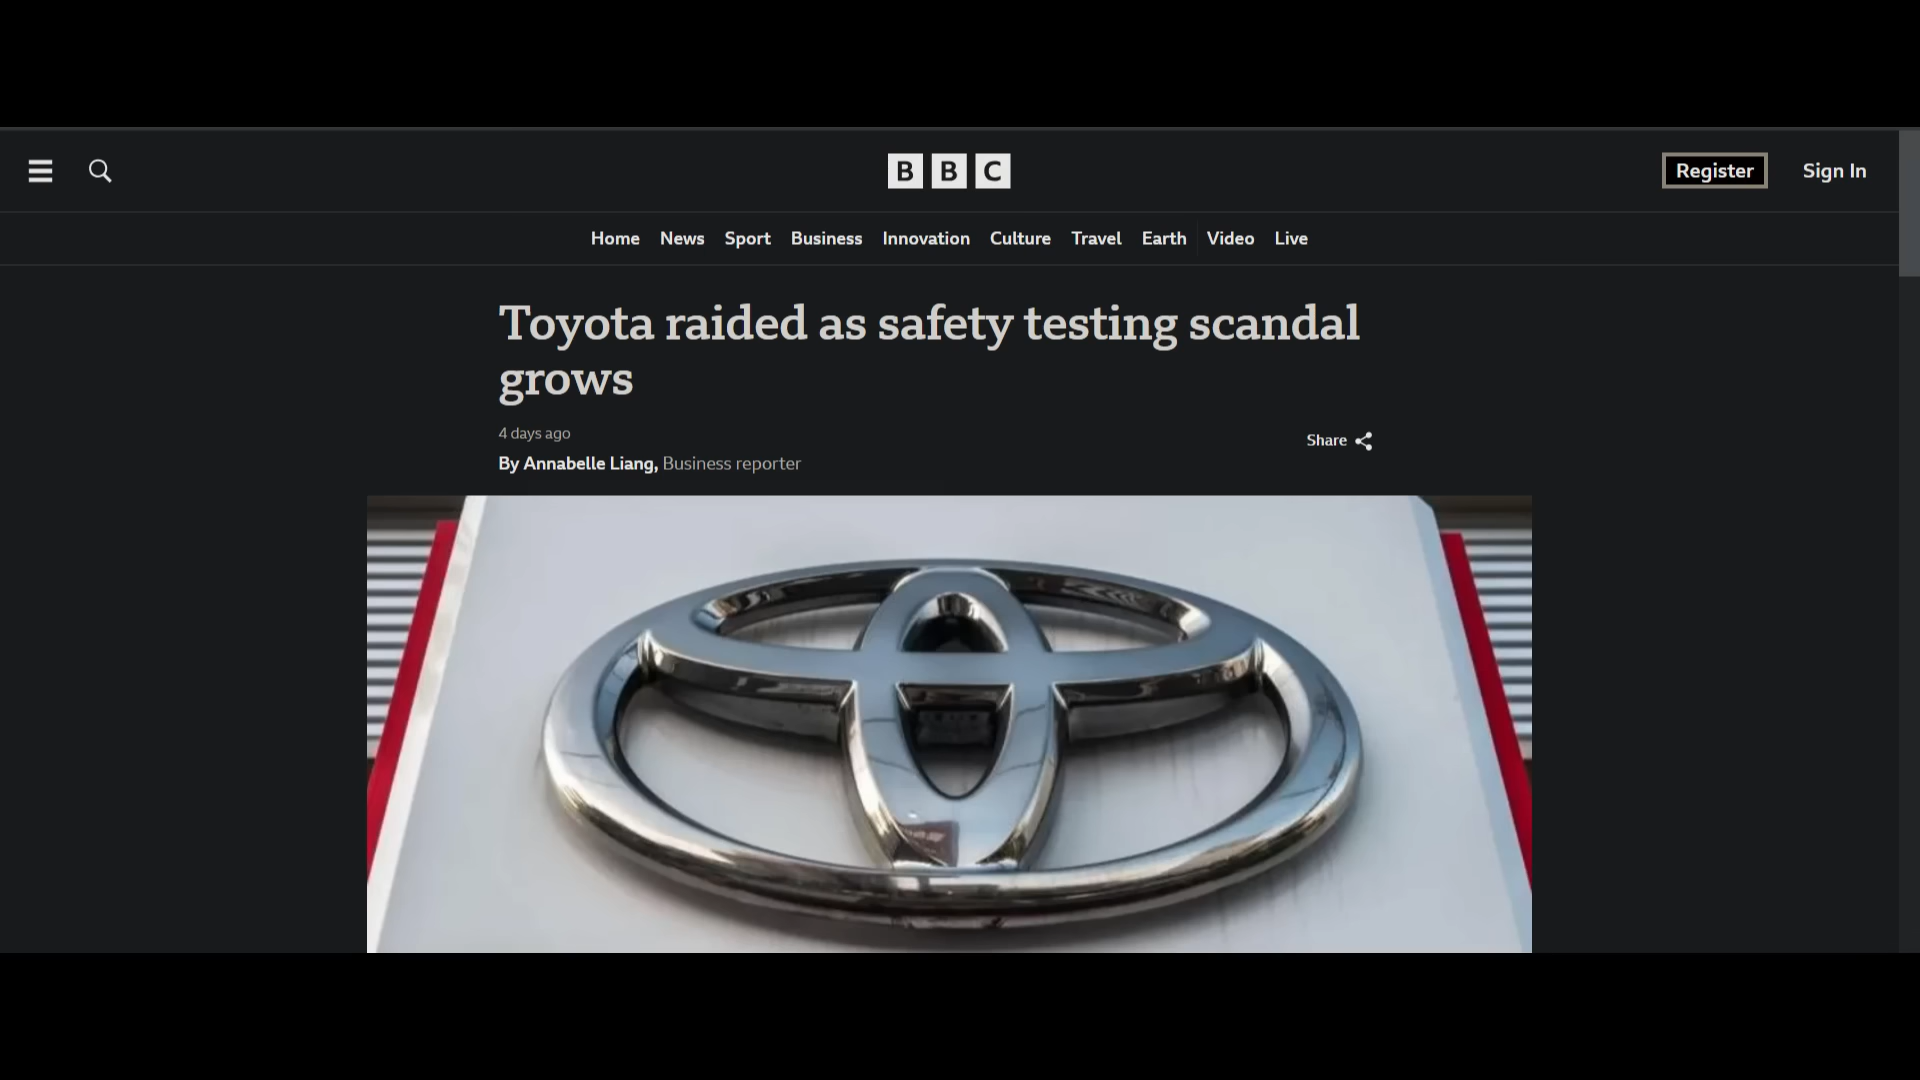 BBC
Register
Sign In
Home News Sport Business Innovation Culture Travel Earth Video Live
Toyota raided as safety testing scandal
grows
4 days ago
Share
By Annabelle Liang, Business reporter